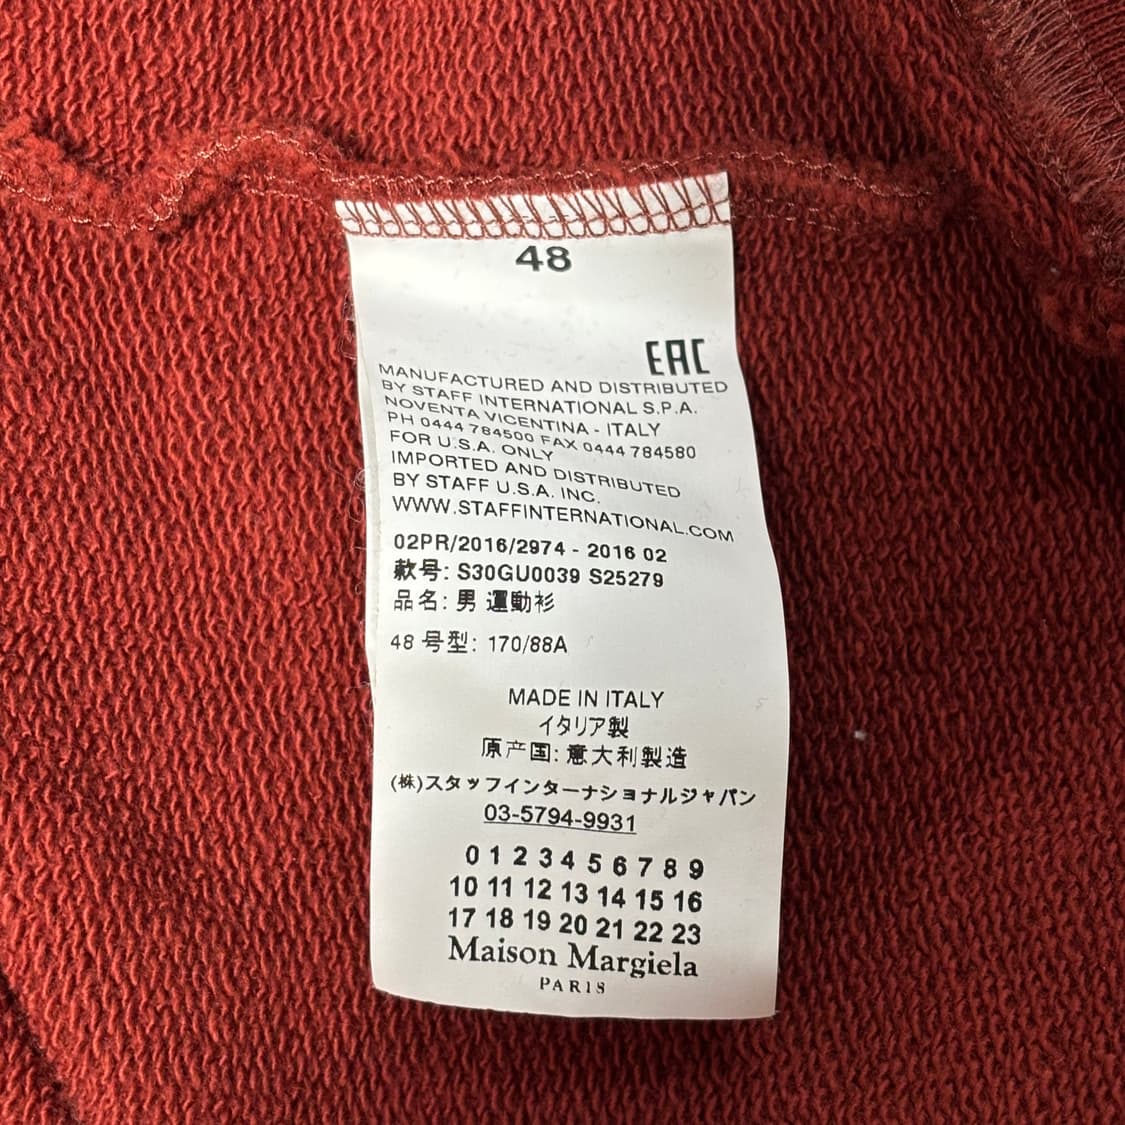 48
EAC
MANUFACTURED AND DISTRIBUTED
BY STAFF INTERNATIONAL S.P.A.
NOVENTA VICENTINA - ITALY
PH 0444 784500 FAX 0444 784580
FOR U.S.A. ONLY
IMPORTED AND DISTRIBUTED
BY STAFF U.S.A. INC.
WWW.STAFFINTERNATIONAL.COM
02PR/2016/2974 - 2016 02
款号: S30GU0039 S25279
品名: 男 運動衫
48 号型: 170/88A
MADE IN ITALY
イタリア製
原产国: 意大利製造
(株)スタッフインターナショナルジャパン
03-5794-9931
0 1 2 3 4 5 6 7 8 9
10 11 12 13 14 15 16
17 18 19 20 21 22 23
Maison Margiela
PARIS